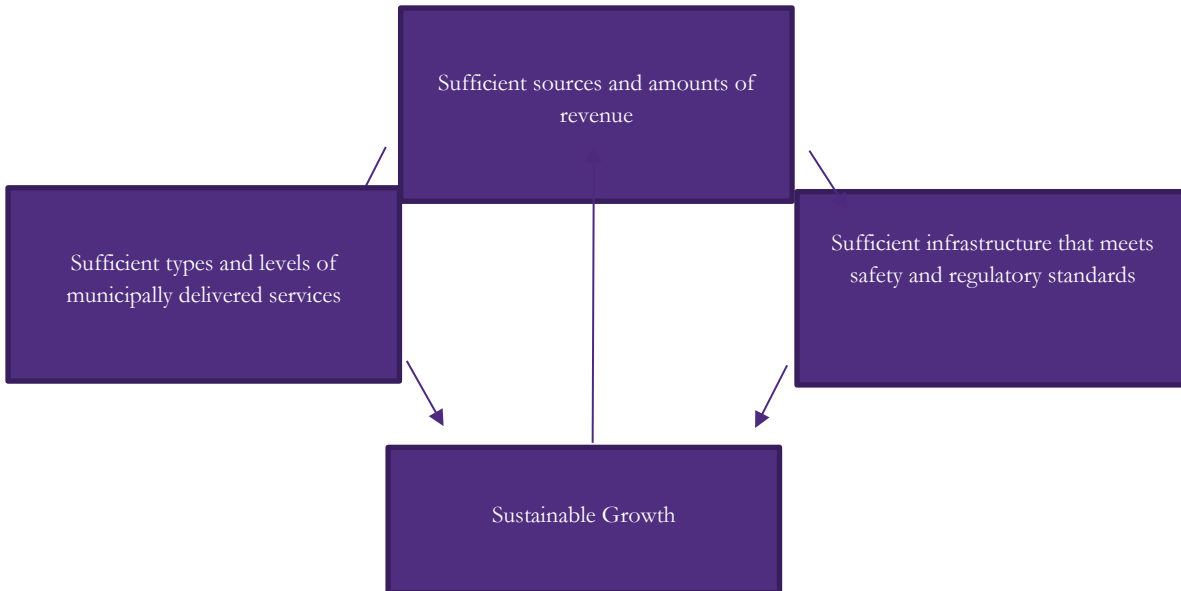 Sufficient sources and amounts of
revenue
Sufficient types and levels of
municipally delivered services
Sufficient infrastructure that meets
safety and regulatory standards
Sustainable Growth